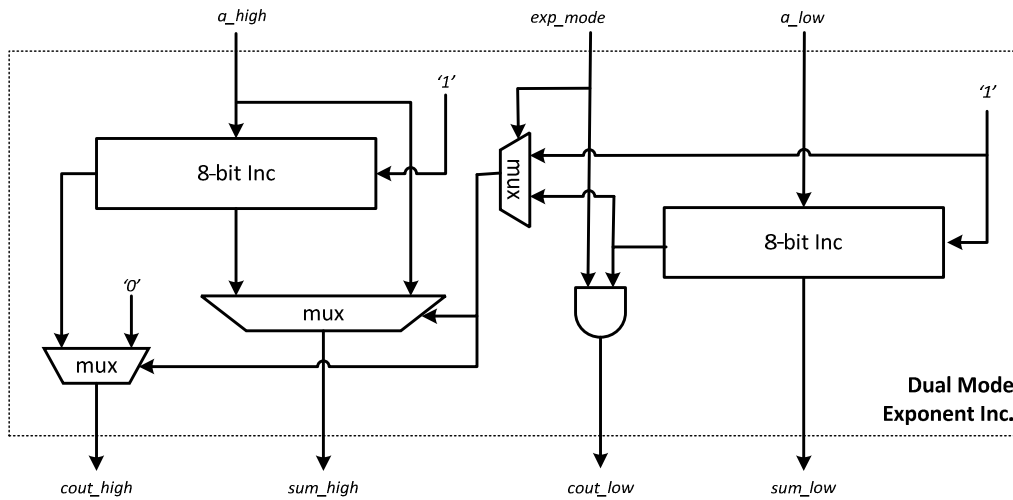 a_high
exp_mode
a_low
‘1’
‘1’
8-bit Inc
mux
8-bit Inc
‘0’
mux
mux
Dual Mode
Exponent Inc.
cout_high
sum_high
cout_low
sum_low